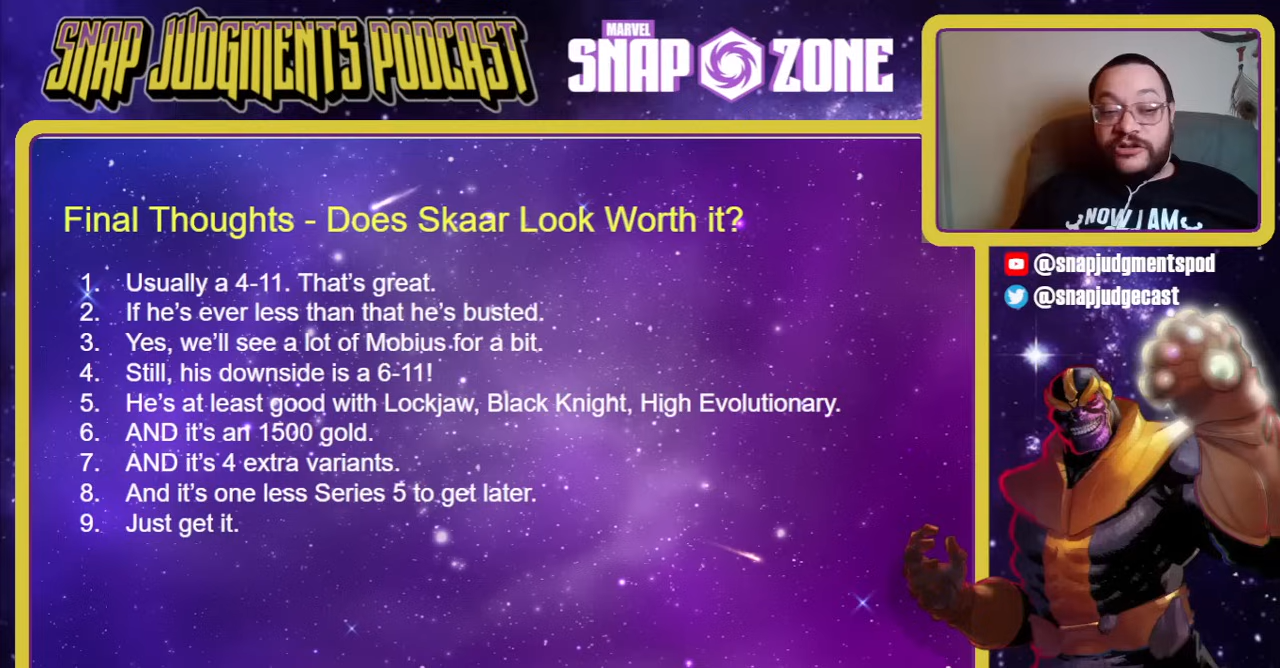 SNAP JUDGMENTS PODCAST
MARVEL
SNAP ZONE
NOW I AM
@snapjudgmentspod
@snapjudgecast
Final Thoughts - Does Skaar Look Worth it?
1. Usually a 4-11. That's great.
2. If he's ever less than that he's busted.
3. Yes, we'll see a lot of Mobius for a bit.
4. Still, his downside is a 6-11!
5. He's at least good with Lockjaw, Black Knight, High Evolutionary.
6. AND it's an 1500 gold.
7. AND it's 4 extra variants.
8. And it's one less Series 5 to get later.
9. Just get it.